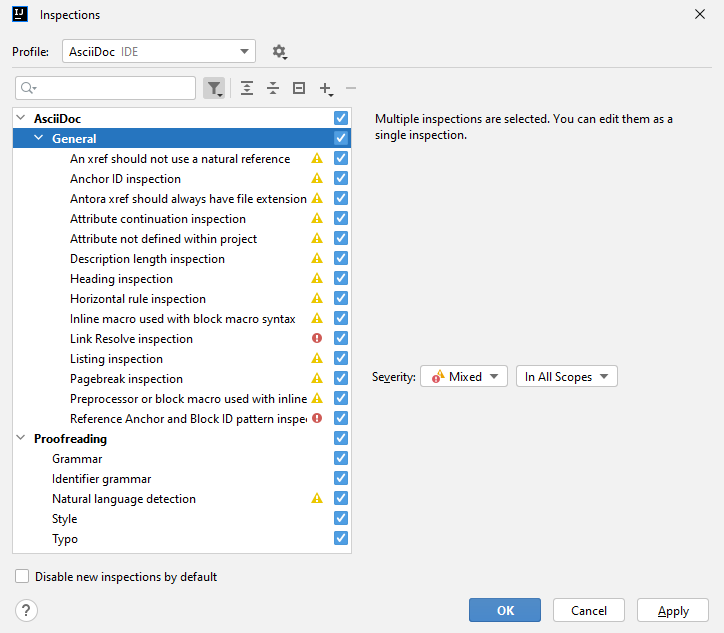 IJ
Inspections
Profile:
AsciiDoc IDE
AsciiDoc
General
An xref should not use a natural reference
Anchor ID inspection
Antora xref should always have file extension
Attribute continuation inspection
Attribute not defined within project
Description length inspection
Heading inspection
Horizontal rule inspection
Inline macro used with block macro syntax
Link Resolve inspection
Listing inspection
Pagebreak inspection
Preprocessor or block macro used with inline
Reference Anchor and Block ID pattern inspe
Proofreading
Grammar
Identifier grammar
Natural language detection
Style
Typo
Multiple inspections are selected. You can edit them as a
single inspection.
Severity: Mixed In All Scopes
Disable new inspections by default
? OK Cancel Apply